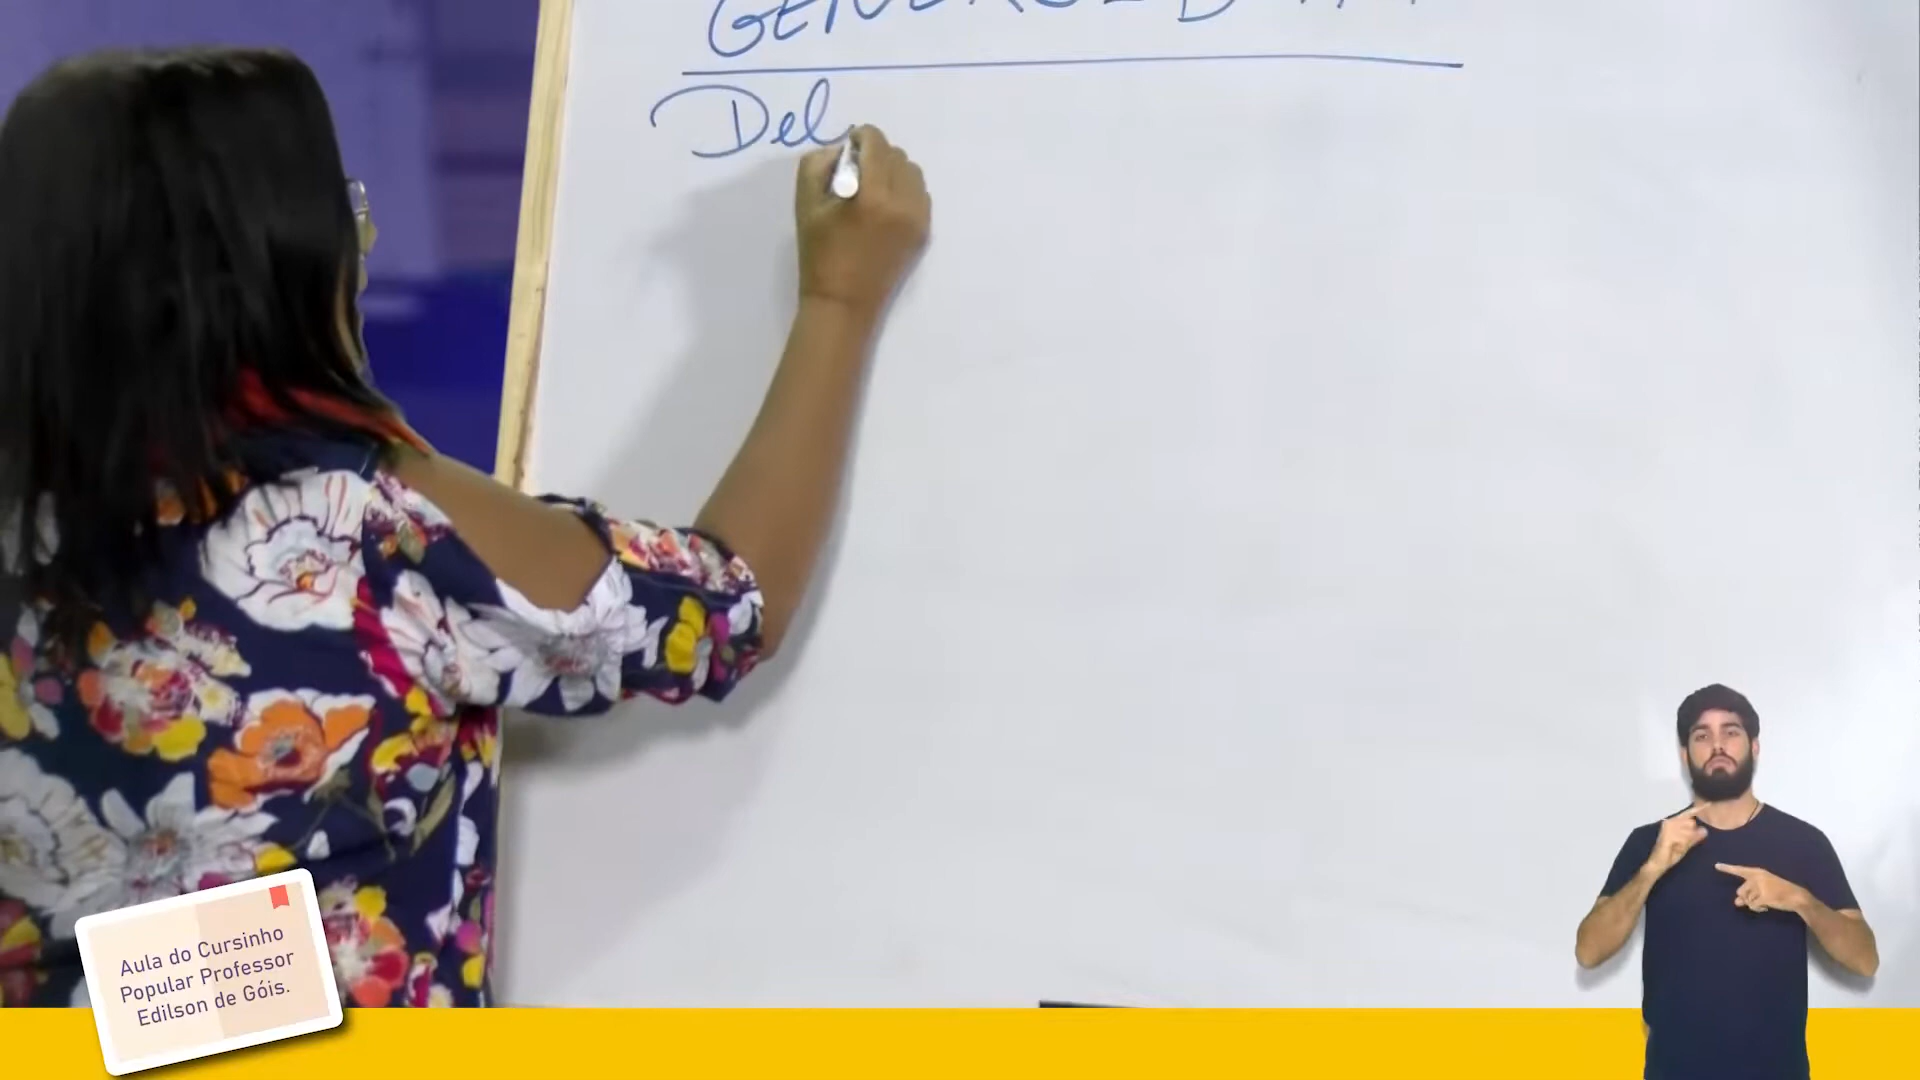 Del
Aula do Cursinho
Popular Professor
Edilson de Góis.